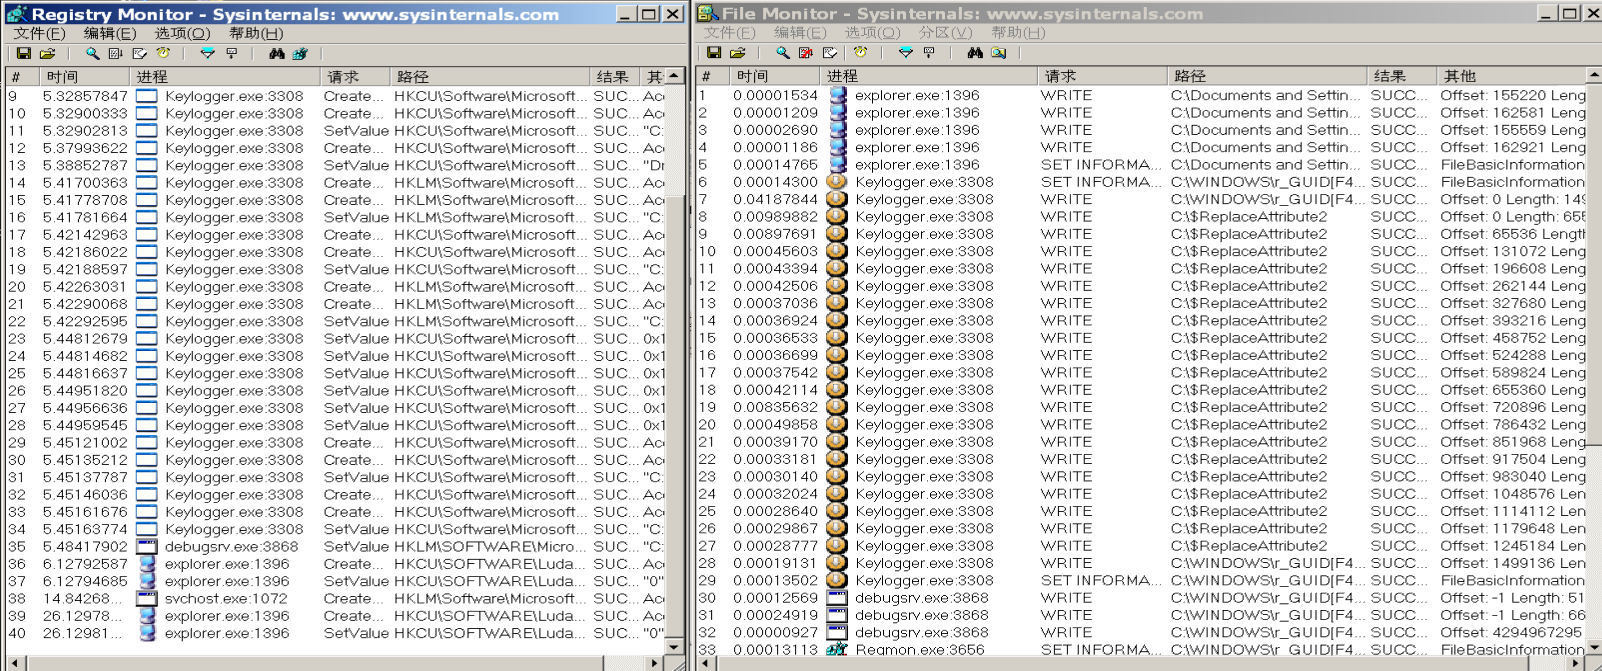 Registry Monitor - Sysinternals: www.sysinternals.com
文件(F) 编辑(E) 选项(O) 帮助(H)
# 时间 进程 请求 路径 结果 其
9 5.32857847 Keylogger.exe:3308 Create... HKCU\Software\Microsoft... SUC... Ac
10 5.32900333 Keylogger.exe:3308 Create... HKCU\Software\Microsoft... SUC... Ac
11 5.32902813 Keylogger.exe:3308 SetValue HKCU\Software\Microsoft... SUC... "C:
12 5.37993622 Keylogger.exe:3308 Create... HKCU\Software\Microsoft... SUC... Ac
13 5.38852787 Keylogger.exe:3308 SetValue HKCU\Software\Microsoft... SUC... "Dr
14 5.41700363 Keylogger.exe:3308 Create... HKLM\Software\Microsoft... SUC... Ac
15 5.41778708 Keylogger.exe:3308 Create... HKLM\Software\Microsoft... SUC... Ac
16 5.41781664 Keylogger.exe:3308 SetValue HKLM\Software\Microsoft... SUC... "C:
17 5.42142963 Keylogger.exe:3308 Create... HKLM\Software\Microsoft... SUC... Ac
18 5.42186022 Keylogger.exe:3308 Create... HKLM\Software\Microsoft... SUC... Ac
19 5.42188597 Keylogger.exe:3308 SetValue HKLM\Software\Microsoft... SUC... "C:
20 5.42263031 Keylogger.exe:3308 Create... HKLM\Software\Microsoft... SUC... Ac
21 5.42290068 Keylogger.exe:3308 Create... HKLM\Software\Microsoft... SUC... Ac
22 5.42292595 Keylogger.exe:3308 SetValue HKLM\Software\Microsoft... SUC... "C:
23 5.44812679 Keylogger.exe:3308 SetValue HKCU\Software\Microsoft... SUC... 0x1
24 5.44814682 Keylogger.exe:3308 SetValue HKCU\Software\Microsoft... SUC... 0x1
25 5.44816637 Keylogger.exe:3308 SetValue HKCU\Software\Microsoft... SUC... 0x1
26 5.44951820 Keylogger.exe:3308 SetValue HKCU\Software\Microsoft... SUC... 0x1
27 5.44956636 Keylogger.exe:3308 SetValue HKCU\Software\Microsoft... SUC... 0x1
28 5.44959545 Keylogger.exe:3308 SetValue HKCU\Software\Microsoft... SUC... 0x1
29 5.45121002 Keylogger.exe:3308 Create... HKCU\Software\Microsoft... SUC... Ac
30 5.45135212 Keylogger.exe:3308 Create... HKCU\Software\Microsoft... SUC... Ac
31 5.45137787 Keylogger.exe:3308 SetValue HKCU\Software\Microsoft... SUC... "C:
32 5.45146036 Keylogger.exe:3308 Create... HKCU\Software\Microsoft... SUC... Ac
33 5.45161676 Keylogger.exe:3308 Create... HKCU\Software\Microsoft... SUC... Ac
34 5.45163774 Keylogger.exe:3308 SetValue HKCU\Software\Microsoft... SUC... "C:
35 5.48417902 debugsrv.exe:3868 SetValue HKLM\SOFTWARE\Micro... SUC... "C:
36 6.12792587 explorer.exe:1396 Create... HKCU\SOFTWARE\Luda... SUC... Ac
37 6.12794685 explorer.exe:1396 SetValue HKCU\SOFTWARE\Luda... SUC... "0"
38 14.84268... svchost.exe:1072 Create... HKLM\Software\Microsoft... SUC... Ac
39 26.12978... explorer.exe:1396 Create... HKCU\SOFTWARE\Luda... SUC... Ac
40 26.12981... explorer.exe:1396 SetValue HKCU\SOFTWARE\Luda... SUC... "0"
File Monitor - Sysinternals: www.sysinternals.com
文件(F) 编辑(E) 选项(O) 分区(V) 帮助(H)
# 时间 进程 请求 路径 结果 其他
1 0.00001534 explorer.exe:1396 WRITE C:\Documents and Settin... SUCC... Offset: 155220 Leng
2 0.00001209 explorer.exe:1396 WRITE C:\Documents and Settin... SUCC... Offset: 162581 Leng
3 0.00002690 explorer.exe:1396 WRITE C:\Documents and Settin... SUCC... Offset: 155559 Leng
4 0.00001186 explorer.exe:1396 WRITE C:\Documents and Settin... SUCC... Offset: 162921 Leng
5 0.00014765 explorer.exe:1396 SET INFORMA... C:\Documents and Settin... SUCC... FileBasicInformation
6 0.00014300 Keylogger.exe:3308 SET INFORMA... C:\WINDOWS\r_GUID[F4... SUCC... FileBasicInformation
7 0.04187844 Keylogger.exe:3308 WRITE C:\WINDOWS\r_GUID[F4... SUCC... Offset: 0 Length: 149
8 0.00989882 Keylogger.exe:3308 WRITE C:\$ReplaceAttribute2 SUCC... Offset: 0 Length: 655
9 0.00897691 Keylogger.exe:3308 WRITE C:\$ReplaceAttribute2 SUCC... Offset: 65536 Length
10 0.00045603 Keylogger.exe:3308 WRITE C:\$ReplaceAttribute2 SUCC... Offset: 131072 Leng
11 0.00043394 Keylogger.exe:3308 WRITE C:\$ReplaceAttribute2 SUCC... Offset: 196608 Leng
12 0.00042506 Keylogger.exe:3308 WRITE C:\$ReplaceAttribute2 SUCC... Offset: 262144 Leng
13 0.00037036 Keylogger.exe:3308 WRITE C:\$ReplaceAttribute2 SUCC... Offset: 327680 Leng
14 0.00036924 Keylogger.exe:3308 WRITE C:\$ReplaceAttribute2 SUCC... Offset: 393216 Leng
15 0.00036533 Keylogger.exe:3308 WRITE C:\$ReplaceAttribute2 SUCC... Offset: 458752 Leng
16 0.00036699 Keylogger.exe:3308 WRITE C:\$ReplaceAttribute2 SUCC... Offset: 524288 Leng
17 0.00037542 Keylogger.exe:3308 WRITE C:\$ReplaceAttribute2 SUCC... Offset: 589824 Leng
18 0.00042114 Keylogger.exe:3308 WRITE C:\$ReplaceAttribute2 SUCC... Offset: 655360 Leng
19 0.00835632 Keylogger.exe:3308 WRITE C:\$ReplaceAttribute2 SUCC... Offset: 720896 Leng
20 0.00049858 Keylogger.exe:3308 WRITE C:\$ReplaceAttribute2 SUCC... Offset: 786432 Leng
21 0.00039170 Keylogger.exe:3308 WRITE C:\$ReplaceAttribute2 SUCC... Offset: 851968 Leng
22 0.00033181 Keylogger.exe:3308 WRITE C:\$ReplaceAttribute2 SUCC... Offset: 917504 Leng
23 0.00030140 Keylogger.exe:3308 WRITE C:\$ReplaceAttribute2 SUCC... Offset: 983040 Leng
24 0.00032024 Keylogger.exe:3308 WRITE C:\$ReplaceAttribute2 SUCC... Offset: 1048576 Len
25 0.00028640 Keylogger.exe:3308 WRITE C:\$ReplaceAttribute2 SUCC... Offset: 1114112 Len
26 0.00029867 Keylogger.exe:3308 WRITE C:\$ReplaceAttribute2 SUCC... Offset: 1179648 Len
27 0.00028777 Keylogger.exe:3308 WRITE C:\$ReplaceAttribute2 SUCC... Offset: 1245184 Len
28 0.00019131 Keylogger.exe:3308 WRITE C:\WINDOWS\r_GUID[F4... SUCC... Offset: 1499136 Len
29 0.00013502 Keylogger.exe:3308 SET INFORMA... C:\WINDOWS\r_GUID[F4... SUCC... FileBasicInformation
30 0.00012569 debugsrv.exe:3868 WRITE C:\WINDOWS\r_GUID[F4... SUCC... Offset: -1 Length: 51
31 0.00024919 debugsrv.exe:3868 WRITE C:\WINDOWS\r_GUID[F4... SUCC... Offset: -1 Length: 66
32 0.00000927 debugsrv.exe:3868 WRITE C:\WINDOWS\r_GUID[F4... SUCC... Offset: 4294967295
33 0.00013113 Regmon.exe:3656 SET INFORMA... C:\WINDOWS\r_GUID[F4... SUCC... FileBasicInformation